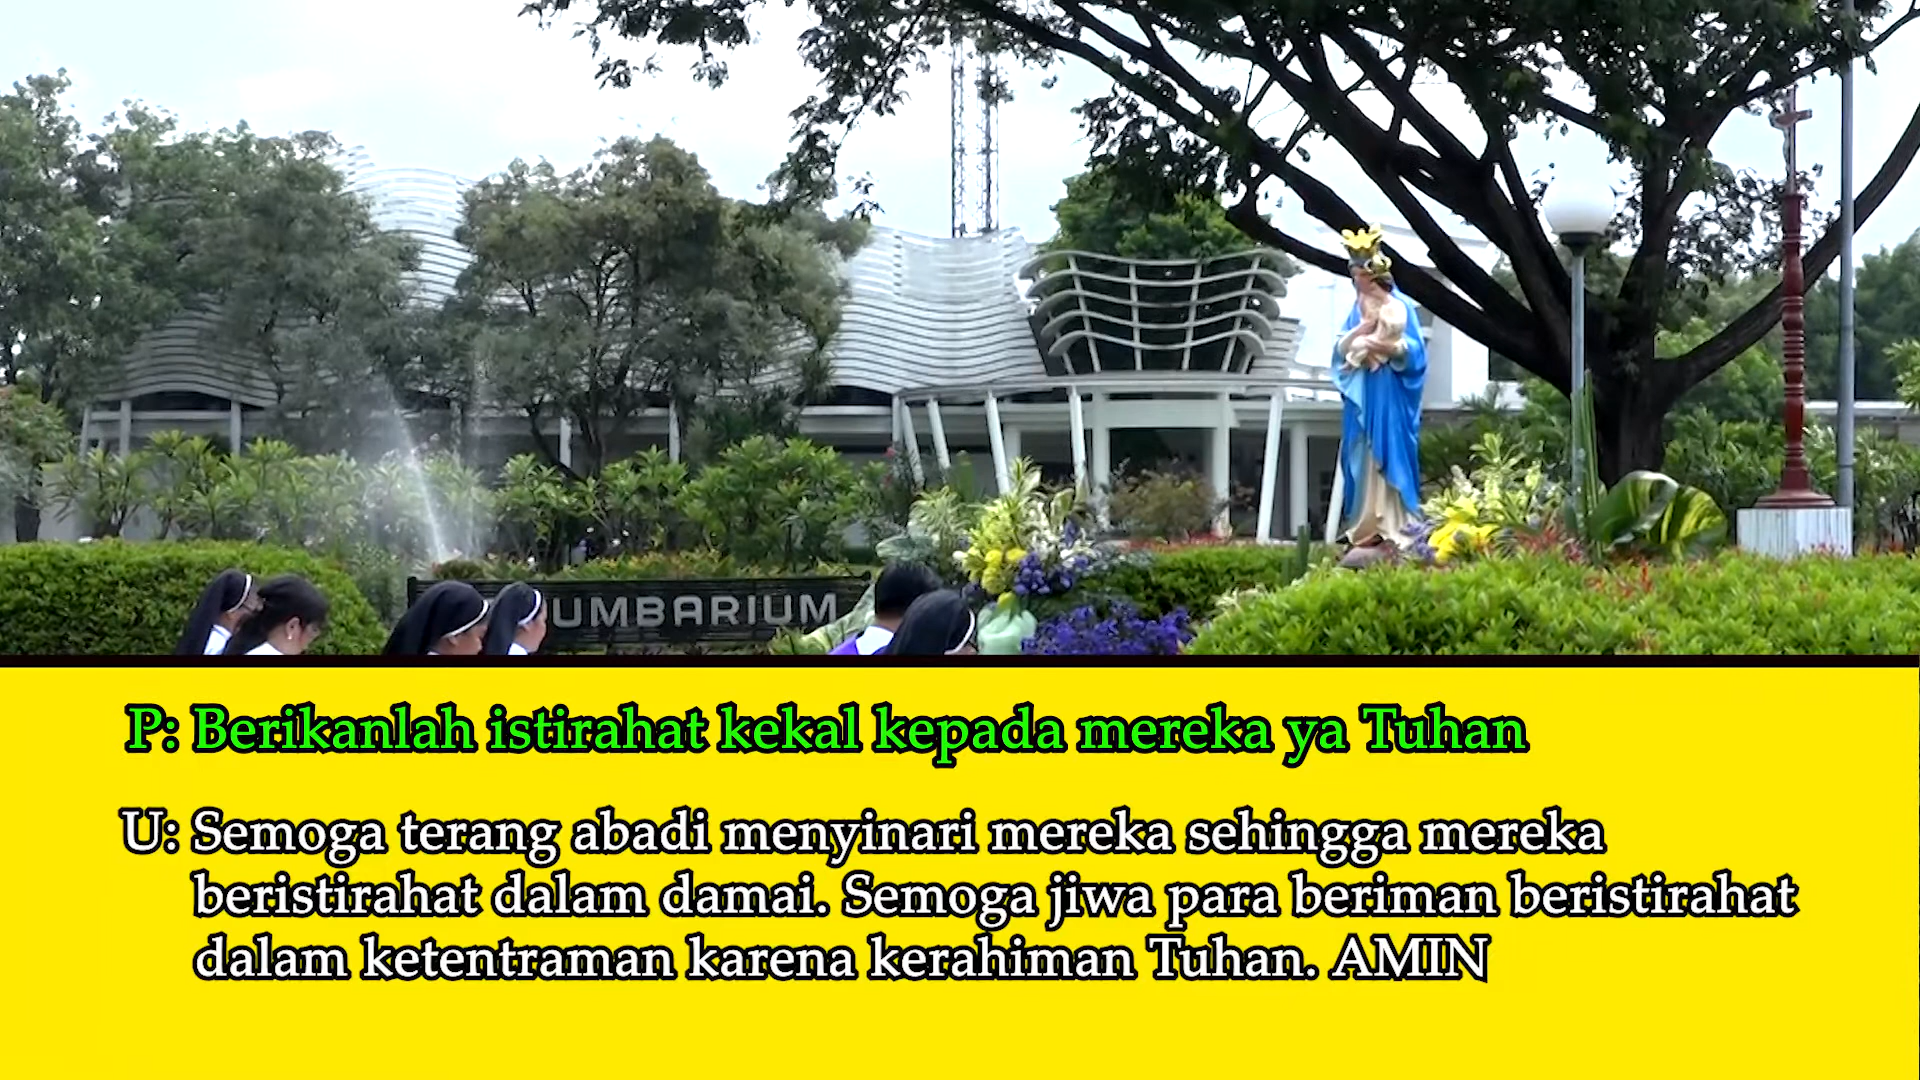 UMBARIUM
P: Berikanlah istirahat kekal kepada mereka ya Tuhan
U: Semoga terang abadi menyinari mereka sehingga mereka
beristirahat dalam damai. Semoga jiwa para beriman beristirahat
dalam ketentraman karena kerahiman Tuhan. AMIN